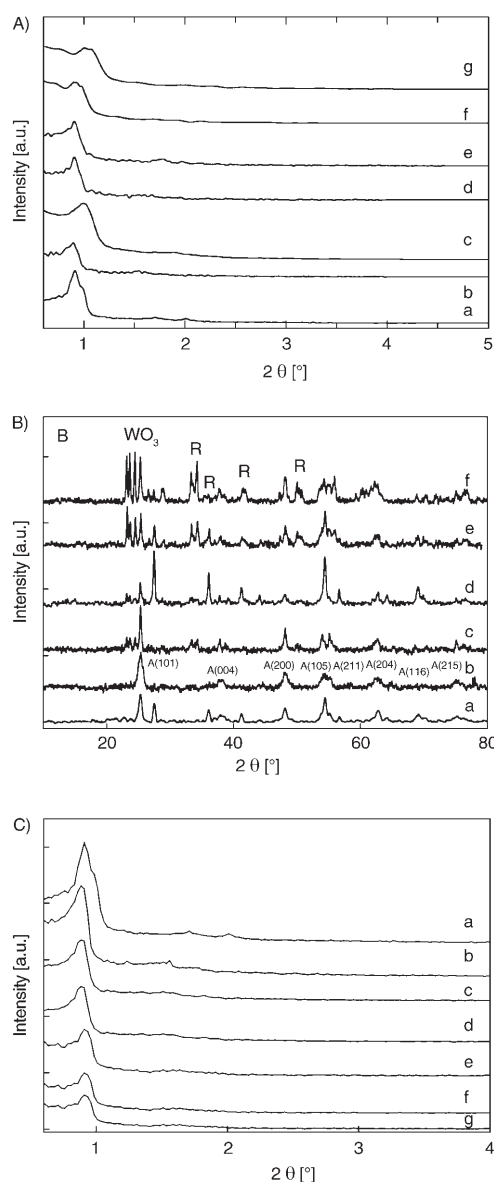 A)
g
f
e
d
c
b
a
Intensity [a.u.]
1 2 3 4 5
2 θ [°]
B)
B
WO3
R
R
R
R
f
e
d
c
A(101) A(004) A(200) A(105) A(211) A(204) A(116) A(215)
b
a
Intensity [a.u.]
20 40 60 80
2 θ [°]
C)
a
b
c
d
e
f
g
Intensity [a.u.]
1 2 3 4
2 θ [°]